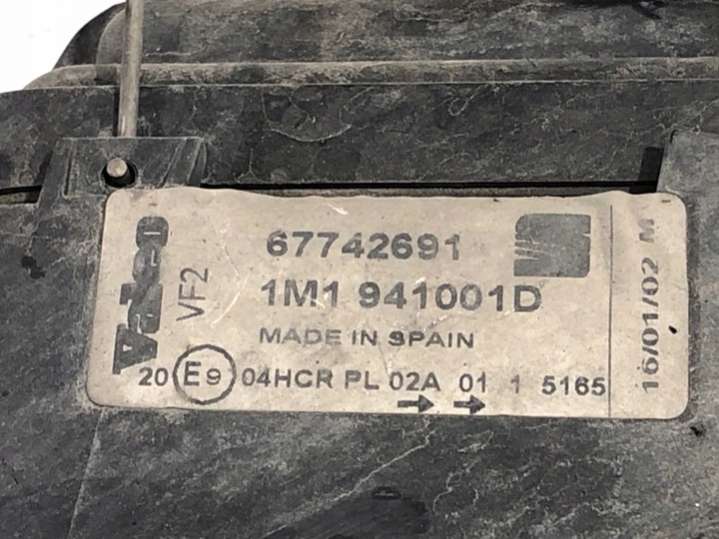 Valeo
VF2
67742691
1M1 941001D
MADE IN SPAIN
20 E9 04HCR PL 02A 01 1 5165
→ →
16/01/02 M